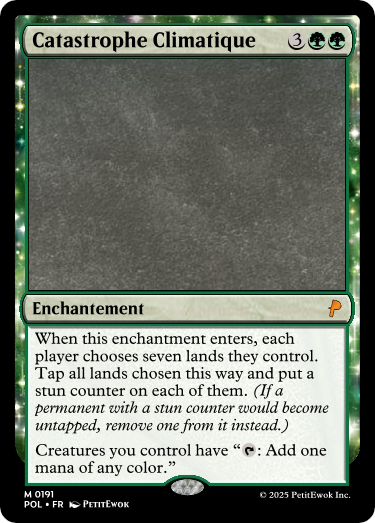 Catastrophe Climatique 3
Enchantement
When this enchantment enters, each
player chooses seven lands they control.
Tap all lands chosen this way and put a
stun counter on each of them. (If a
permanent with a stun counter would become
untapped, remove one from it instead.)
Creatures you control have “: Add one
mana of any color.”
M 0191
POL • FR PETITEWOK
© 2025 PetitEwok Inc.